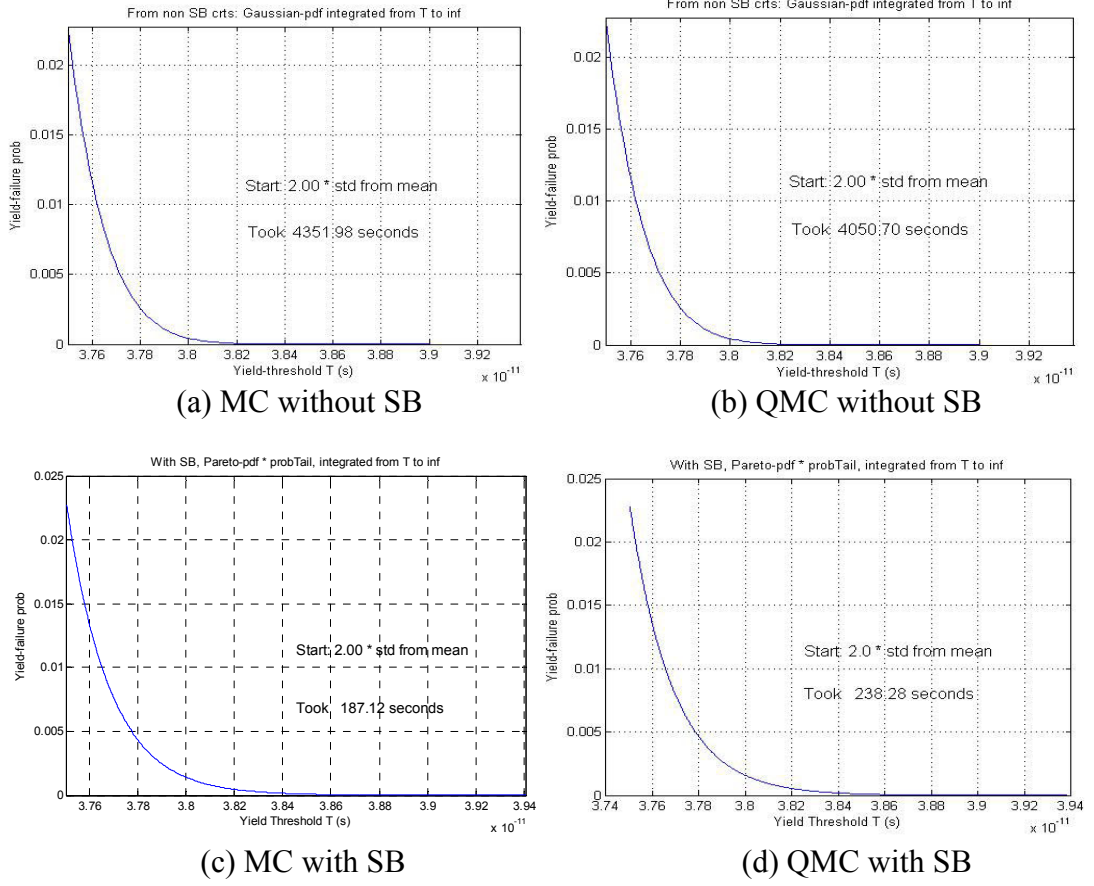 From non SB crts: Gaussian-pdf integrated from T to inf
Yield-failure prob
0.02
0.015
0.01
0.005
0
Start: 2.00 * std from mean
Took 4351.98 seconds
3.76 3.78 3.8 3.82 3.84 3.86 3.88 3.9 3.92
Yield-threshold T (s)
x 10-11
(a) MC without SB
From non SB crts: Gaussian-pdf integrated from T to inf
Yield-failure prob
0.02
0.015
0.01
0.005
0
Start: 2.00 * std from mean
Took 4050.70 seconds
3.76 3.78 3.8 3.82 3.84 3.86 3.88 3.9 3.92
Yield-threshold T (s)
x 10-11
(b) QMC without SB
With SB, Pareto-pdf * probTail, integrated from T to inf
Yield-failure prob
0.025
0.02
0.015
0.01
0.005
0
Start: 2.00 * std from mean
Took 187.12 seconds
3.76 3.78 3.8 3.82 3.84 3.86 3.88 3.9 3.92 3.94
Yield Threshold T (s)
x 10-11
(c) MC with SB
With SB, Pareto-pdf * probTail, integrated from T to inf
Yield-failure prob
0.025
0.02
0.015
0.01
0.005
0
Start: 2.0 * std from mean
Took 238.28 seconds
3.74 3.76 3.78 3.8 3.82 3.84 3.86 3.88 3.9 3.92 3.94
Yield Threshold T (s)
x 10-11
(d) QMC with SB